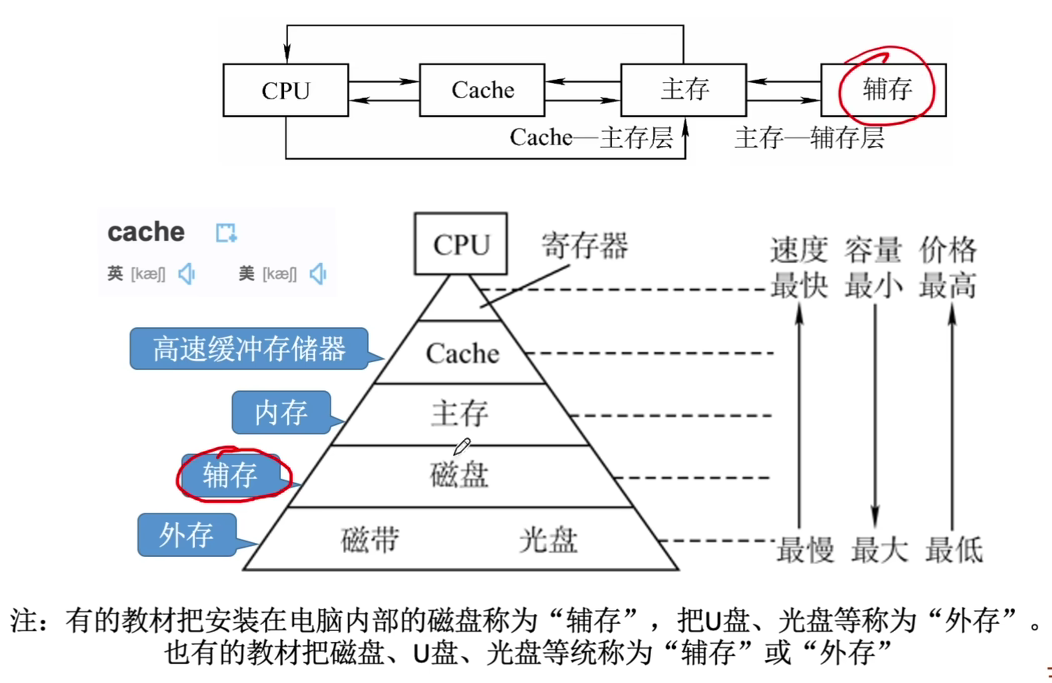 CPU
Cache
主存
辅存
Cache—主存层
主存—辅存层
cache
英 [kæʃ]
美 [kæʃ]
CPU
寄存器
速度 容量 价格
最快 最小 最高
高速缓冲存储器
Cache
内存
主存
辅存
磁盘
外存
磁带
光盘
最慢 最大 最低
注：有的教材把安装在电脑内部的磁盘称为“辅存”，把U盘、光盘等称为“外存”。
也有的教材把磁盘、U盘、光盘等统称为“辅存”或“外存”